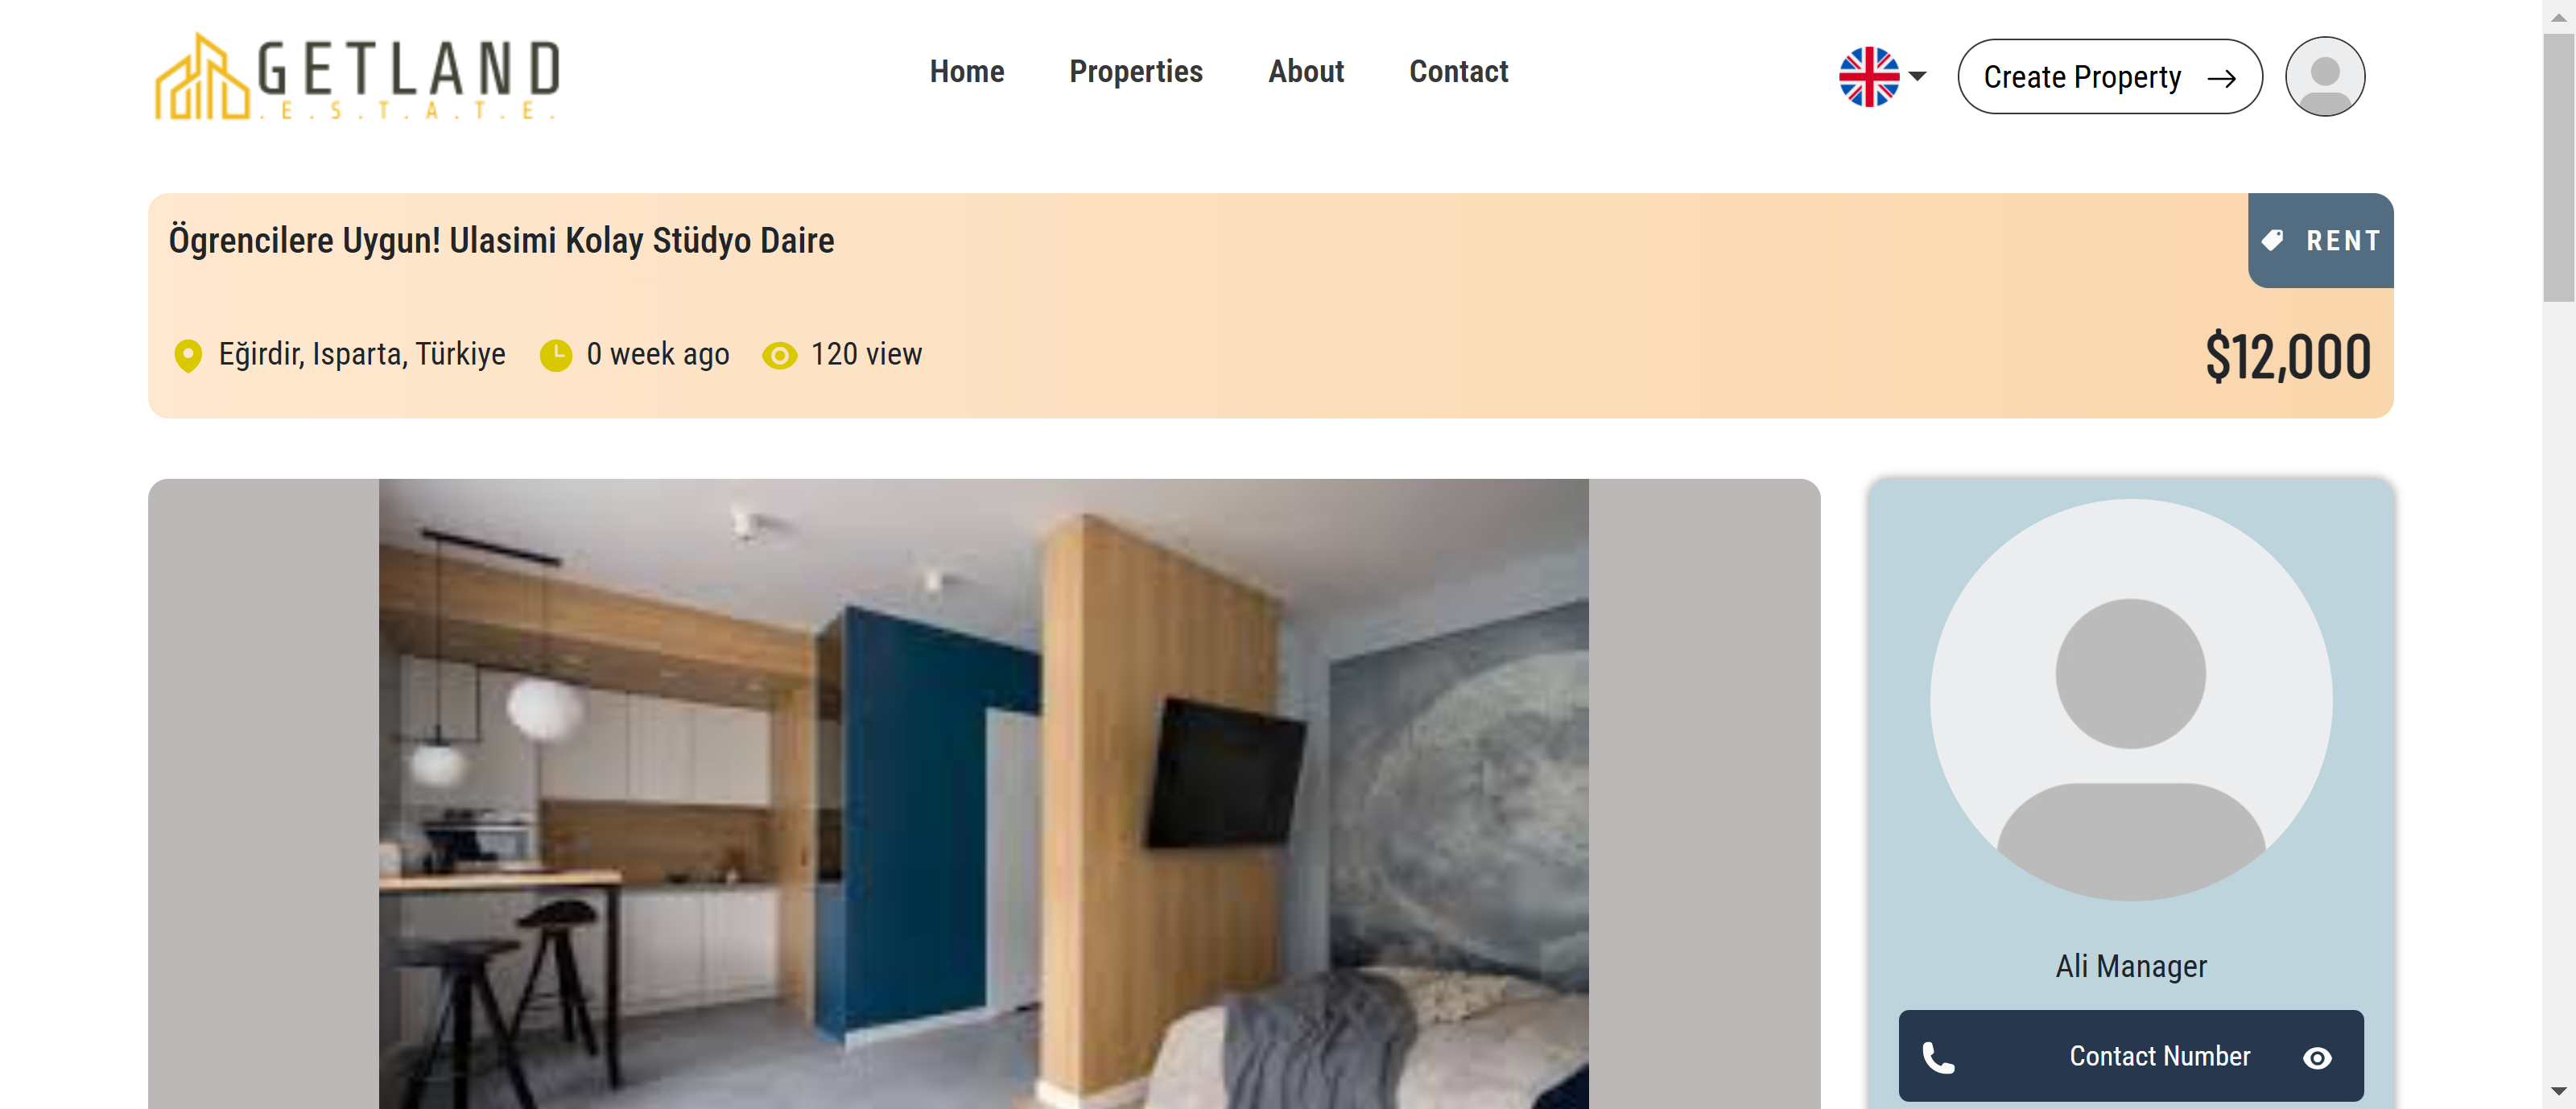 GETLAND
.E.S.T.A.T.E.
Home Properties About Contact
Create Property
Ögrencilere Uygun! Ulasimi Kolay Stüdyo Daire
RENT
Eğirdir, Isparta, Türkiye 0 week ago 120 view
$12,000
Ali Manager
Contact Number